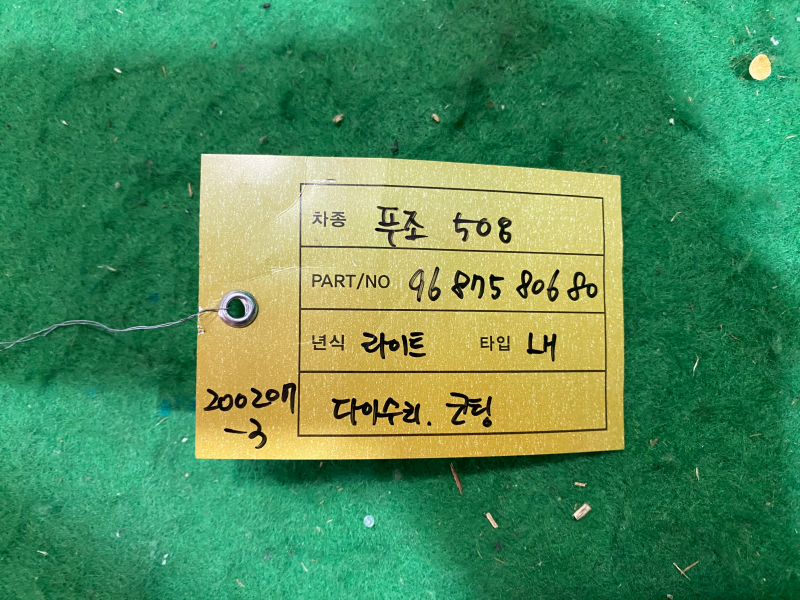 차종 푸조 508
PART/NO 96 875 806 80
년식 라이트 타입 LH
다이수리. 군팅
200207
-3